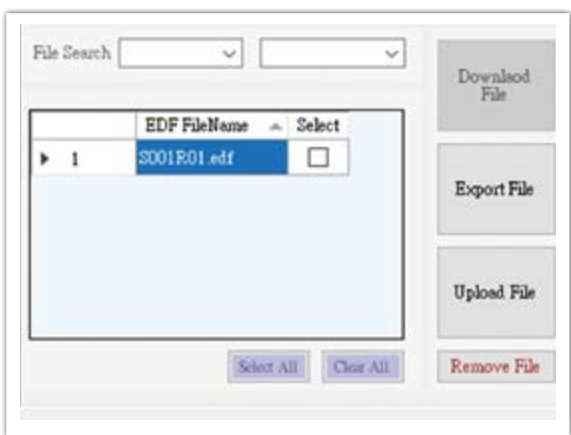 File Search
Downlaod
File
EDF FileName Select
1 S001R01.edf
Export File
Upload File
Select All Clear All Remove File